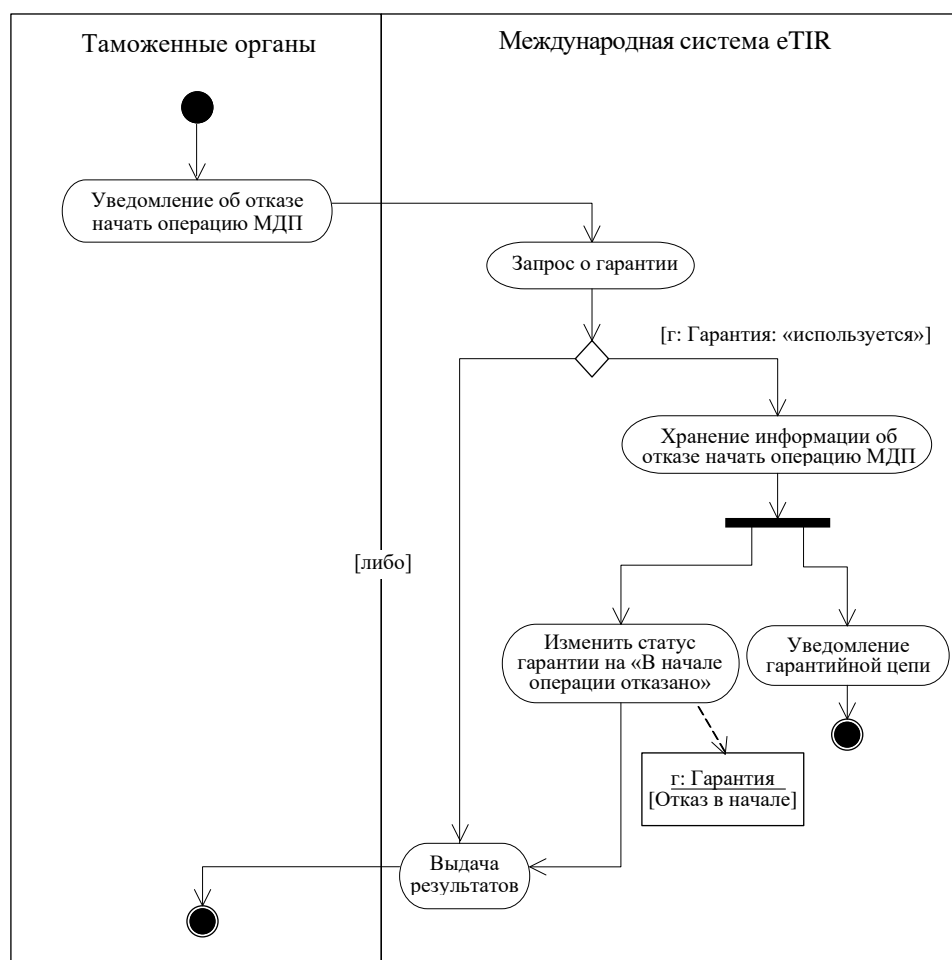 Таможенные органы
Международная система eTIR
Уведомление об отказе
начать операцию МДП
Запрос о гарантии
[г: Гарантия: «используется»]
Хранение информации об
отказе начать операцию МДП
[либо]
Изменить статус
гарантии на «В начале
операции отказано»
Уведомление
гарантийной цепи
г: Гарантия
[Отказ в начале]
Выдача
результатов